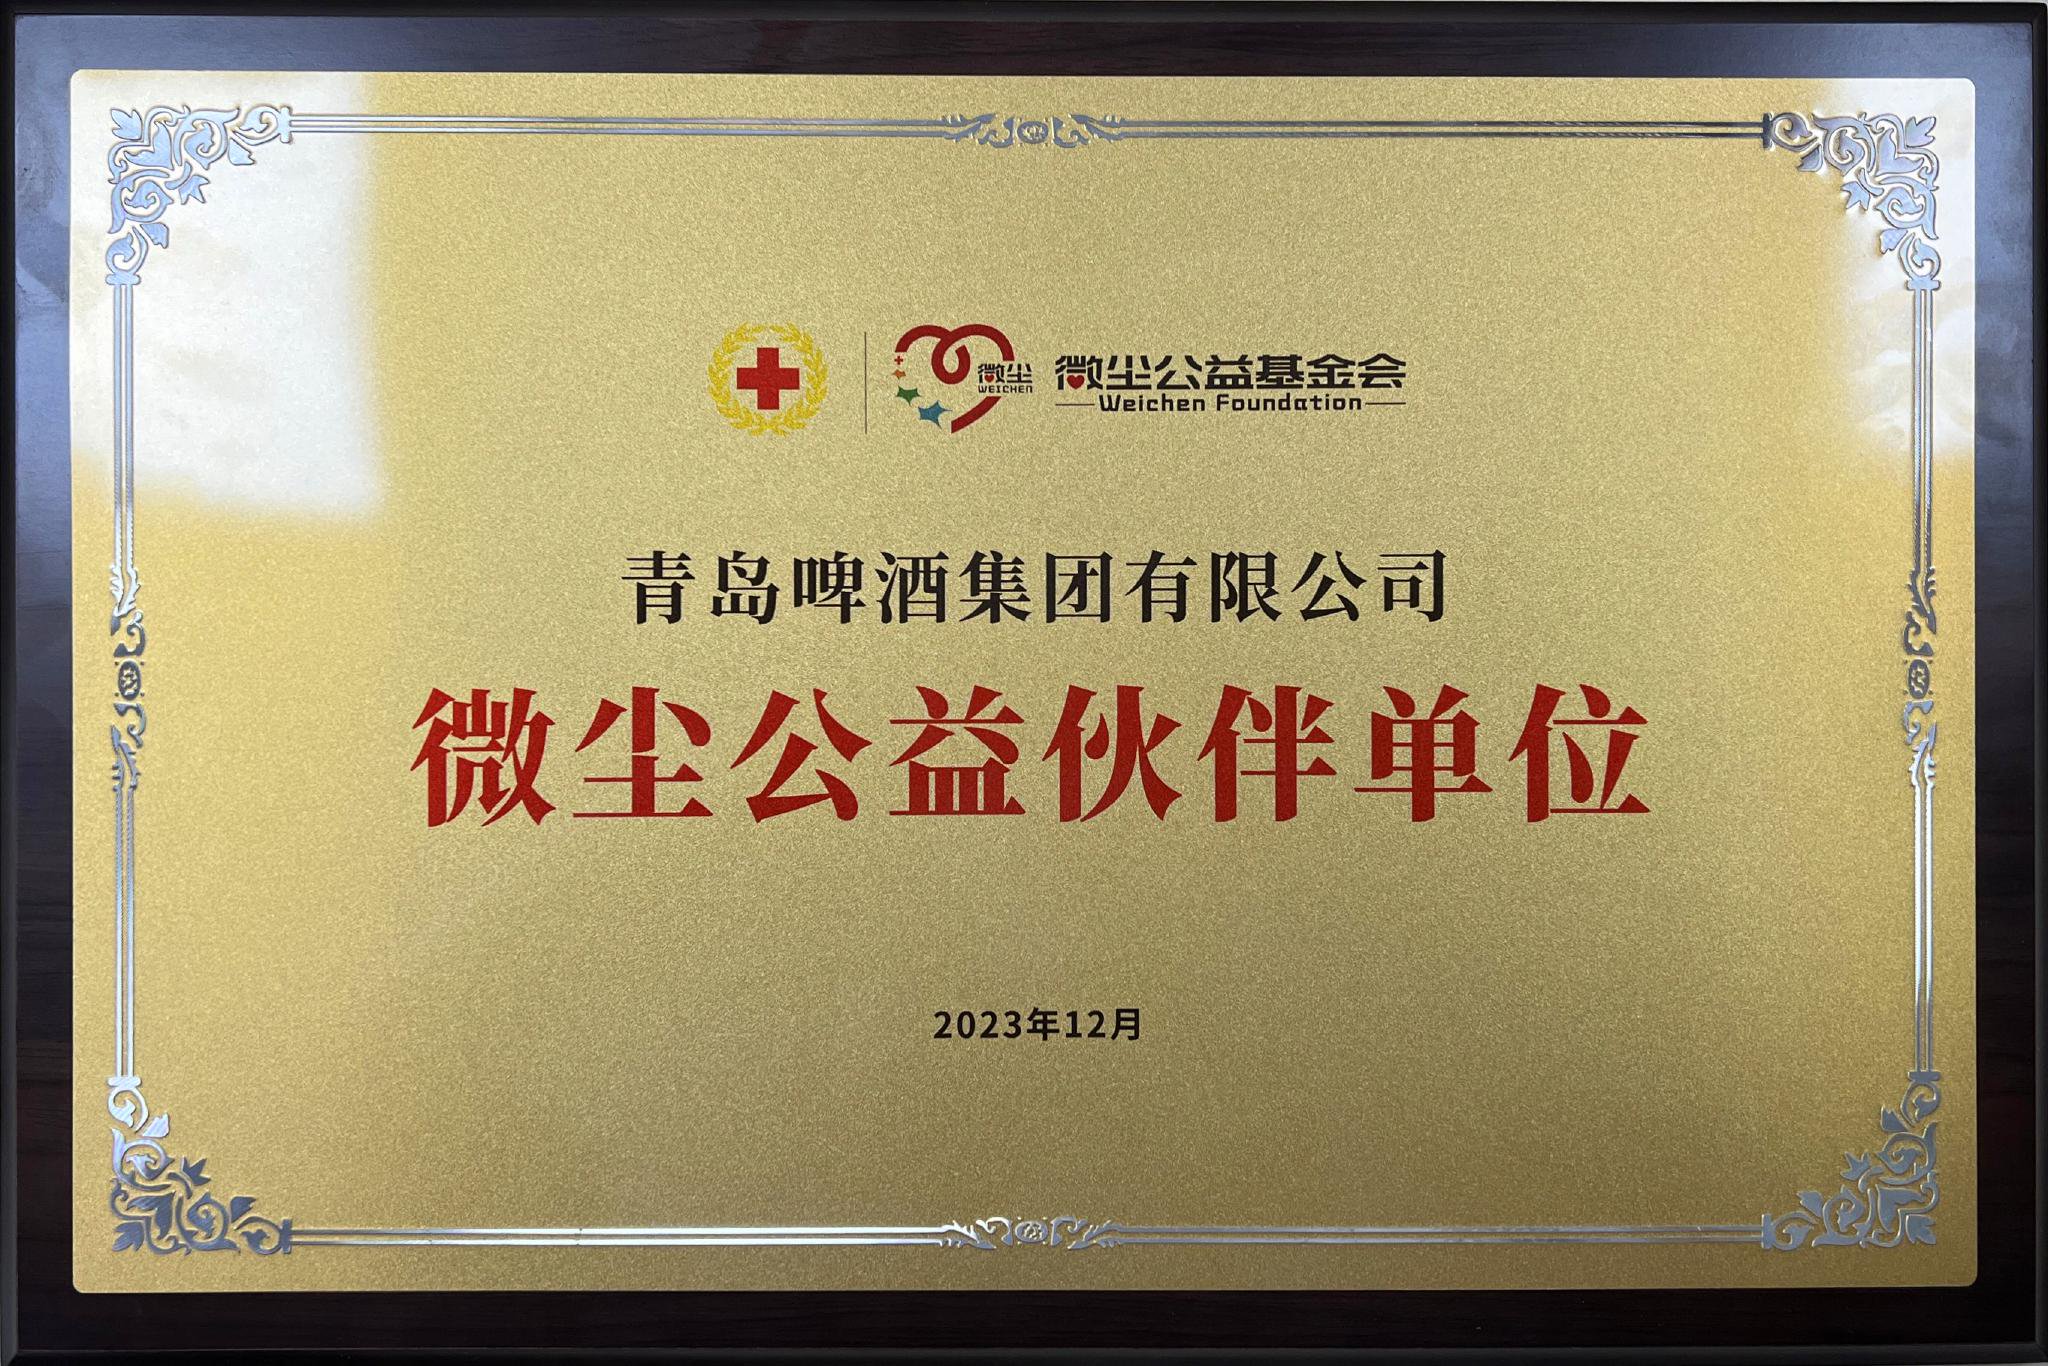 微尘
WEICHEN
微尘公益基金会
Weichen Foundation
青岛啤酒集团有限公司
微尘公益伙伴单位
2023年12月